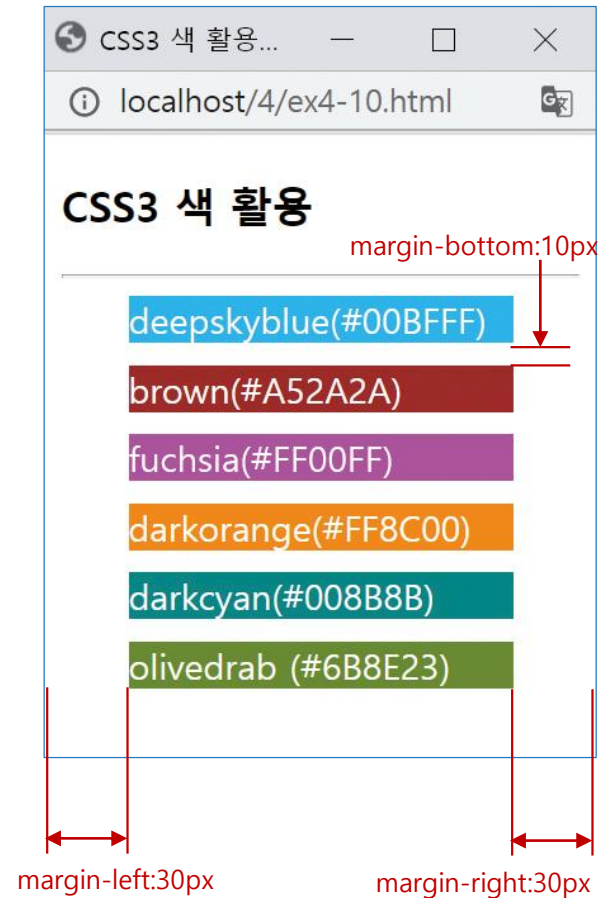 CSS3 색 활용...
localhost/4/ex4-10.html
CSS3 색 활용
margin-bottom:10px
deepskyblue(#00BFFF)
brown(#A52A2A)
fuchsia(#FF00FF)
darkorange(#FF8C00)
darkcyan(#008B8B)
olivedrab (#6B8E23)
margin-left:30px
margin-right:30px